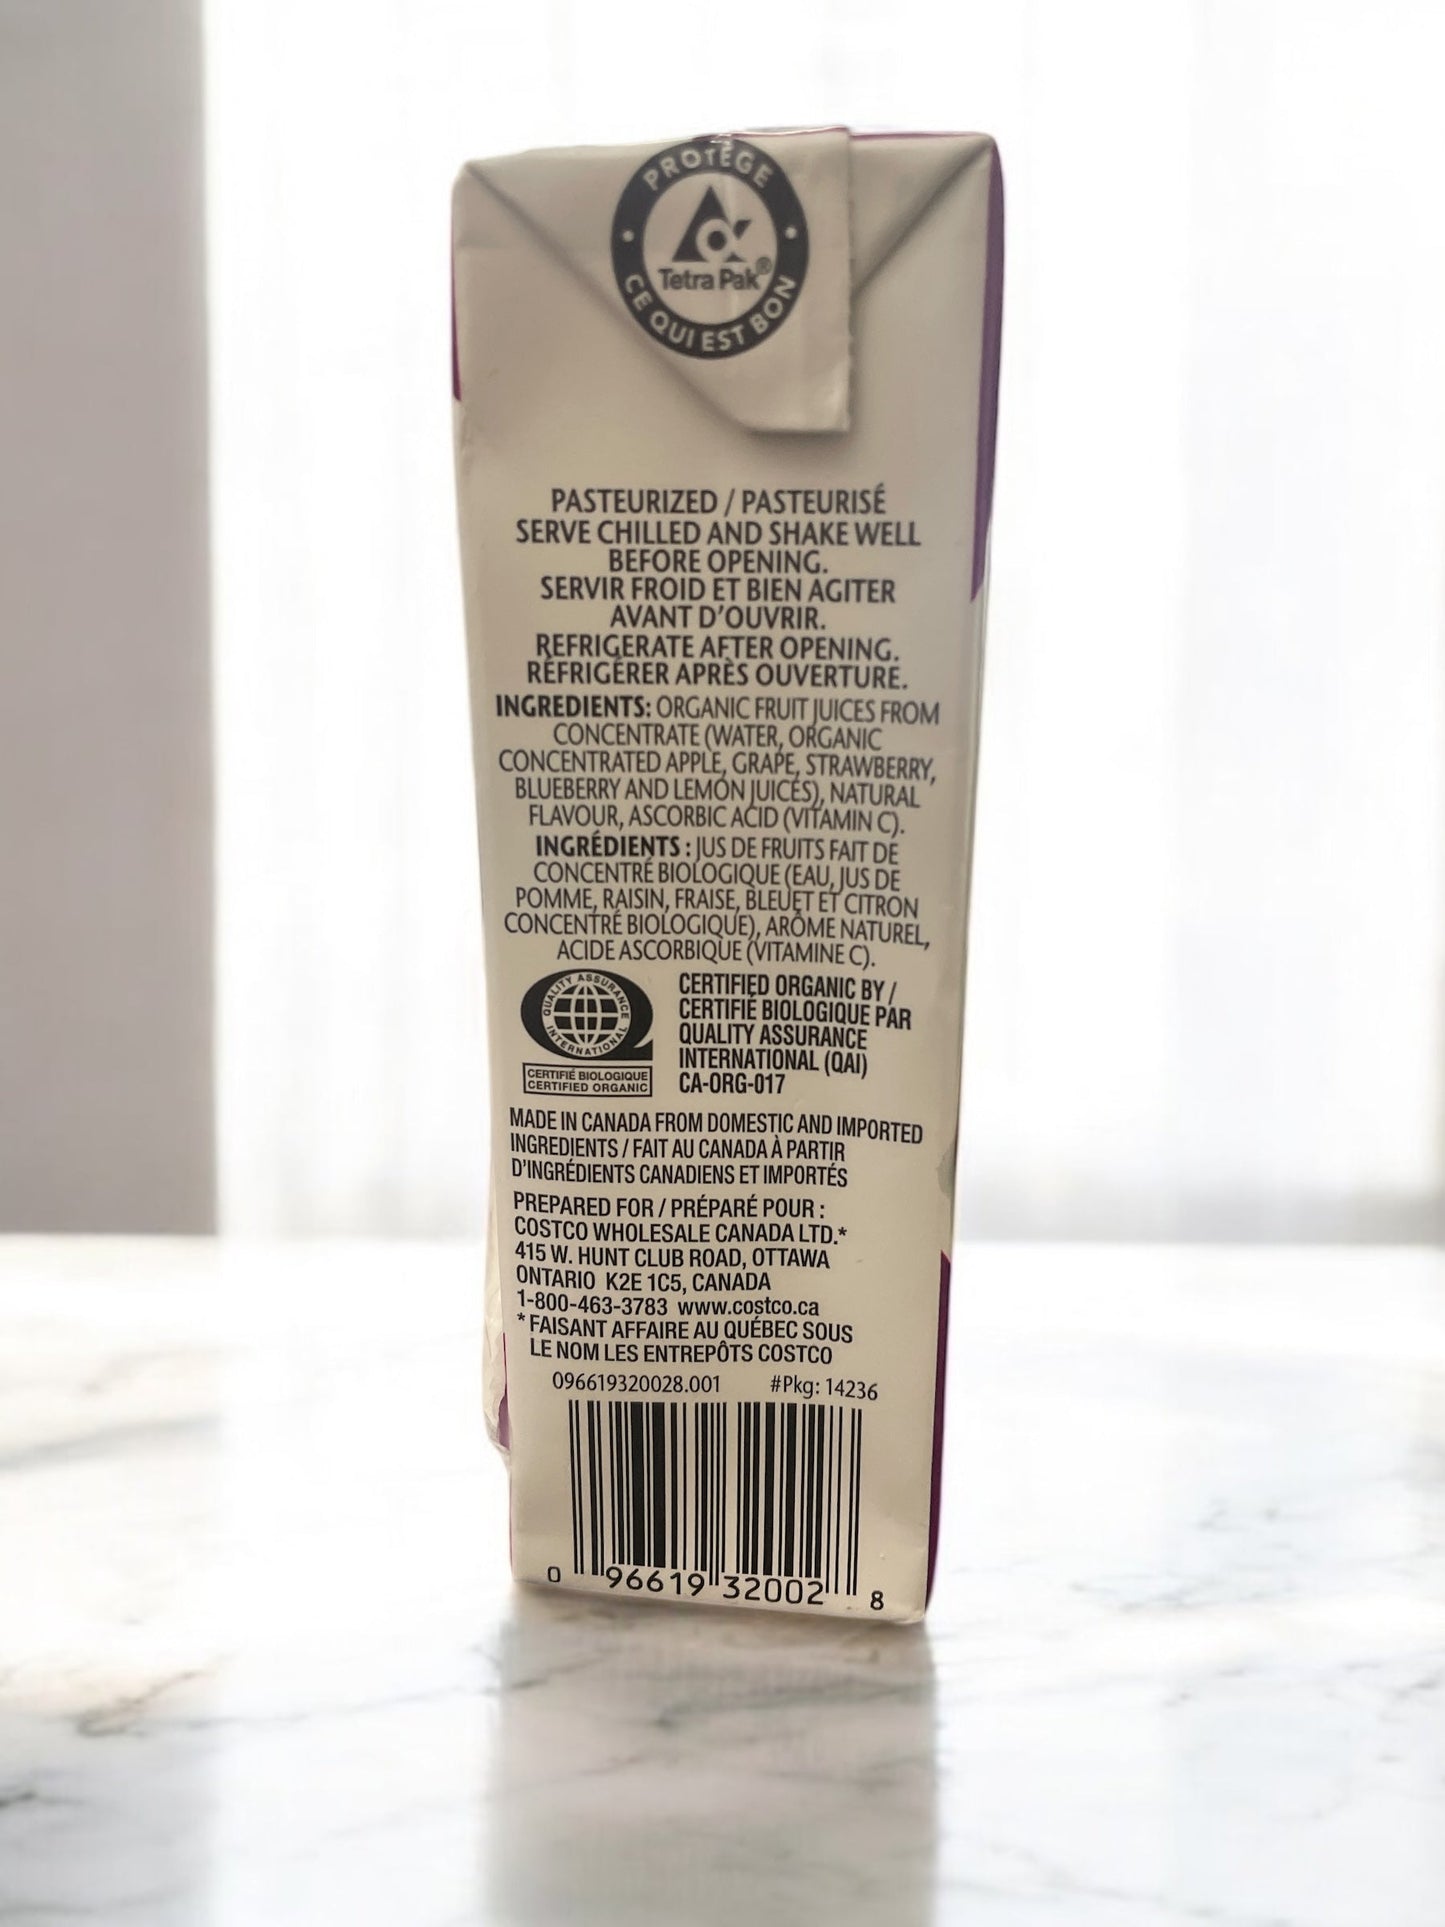 PROTÈGE
Tetra Pak®
CE QUI EST BON
PASTEURIZED / PASTEURISÉ
SERVE CHILLED AND SHAKE WELL
BEFORE OPENING.
SERVIR FROID ET BIEN AGITER
AVANT D'OUVRIR.
REFRIGERATE AFTER OPENING.
RÉFRIGÉRER APRÈS OUVERTURE.
INGREDIENTS: ORGANIC FRUIT JUICES FROM
CONCENTRATE (WATER, ORGANIC
CONCENTRATED APPLE, GRAPE, STRAWBERRY,
BLUEBERRY AND LEMON JUICES), NATURAL
FLAVOUR, ASCORBIC ACID (VITAMIN C).
INGRÉDIENTS : JUS DE FRUITS FAIT DE
CONCENTRÉ BIOLOGIQUE (EAU, JUS DE
POMME, RAISIN, FRAISE, BLEUET ET CITRON
CONCENTRÉ BIOLOGIQUE), ARÔME NATUREL,
ACIDE ASCORBIQUE (VITAMINE C).
QUALITY ASSURANCE
INTERNATIONAL
CERTIFIÉ BIOLOGIQUE
CERTIFIED ORGANIC
CERTIFIED ORGANIC BY /
CERTIFIÉ BIOLOGIQUE PAR
QUALITY ASSURANCE
INTERNATIONAL (QAI)
CA-ORG-017
MADE IN CANADA FROM DOMESTIC AND IMPORTED
INGREDIENTS / FAIT AU CANADA À PARTIR
D'INGRÉDIENTS CANADIENS ET IMPORTÉS
PREPARED FOR / PRÉPARÉ POUR :
COSTCO WHOLESALE CANADA LTD.*
415 W. HUNT CLUB ROAD, OTTAWA
ONTARIO K2E 1C5, CANADA
1-800-463-3783 www.costco.ca
* FAISANT AFFAIRE AU QUÉBEC SOUS
LE NOM LES ENTREPÔTS COSTCO
096619320028.001 #Pkg: 14236
0 96619 32002 8